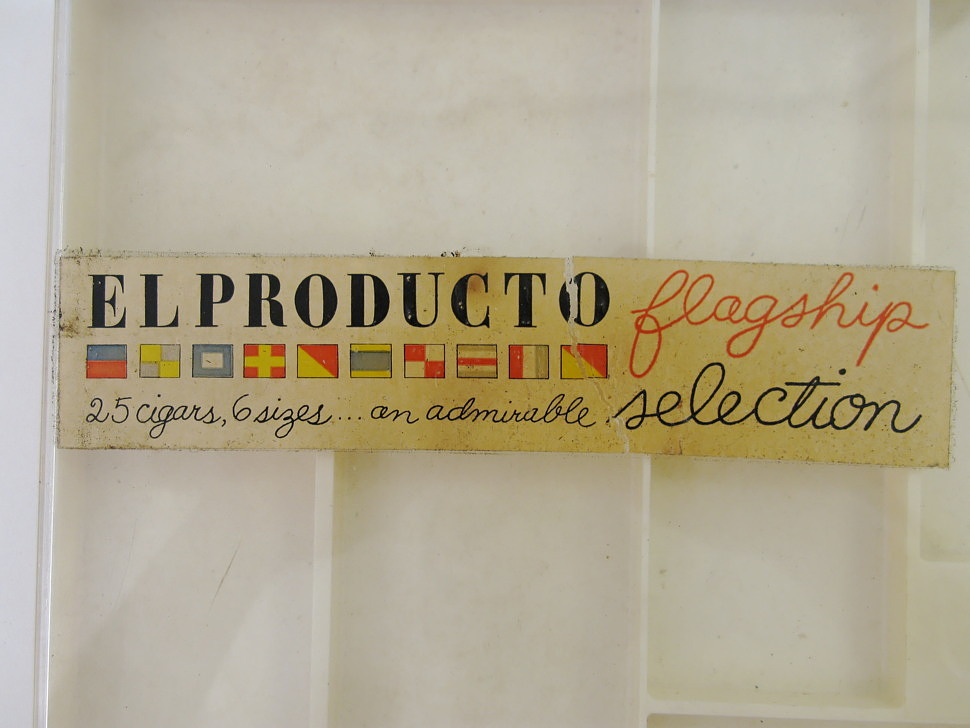 EL PRODUCTO flagship
25 cigars, 6 sizes... an admirable selection